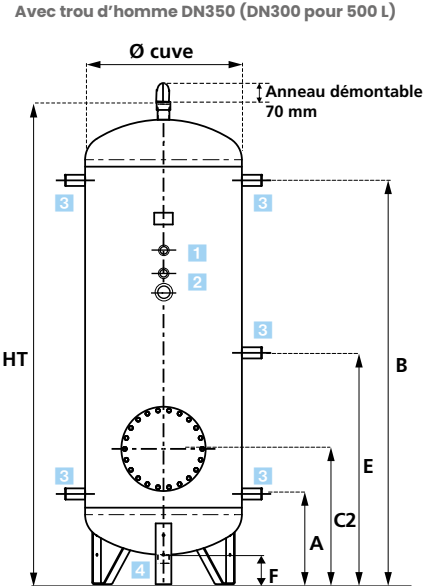 Avec trou d'homme DN350 (DN300 pour 500 L)
Ø cuve
Anneau démontable
70 mm
3
3
1
2
3
HT
B
E
3
3
C2
A
4
F